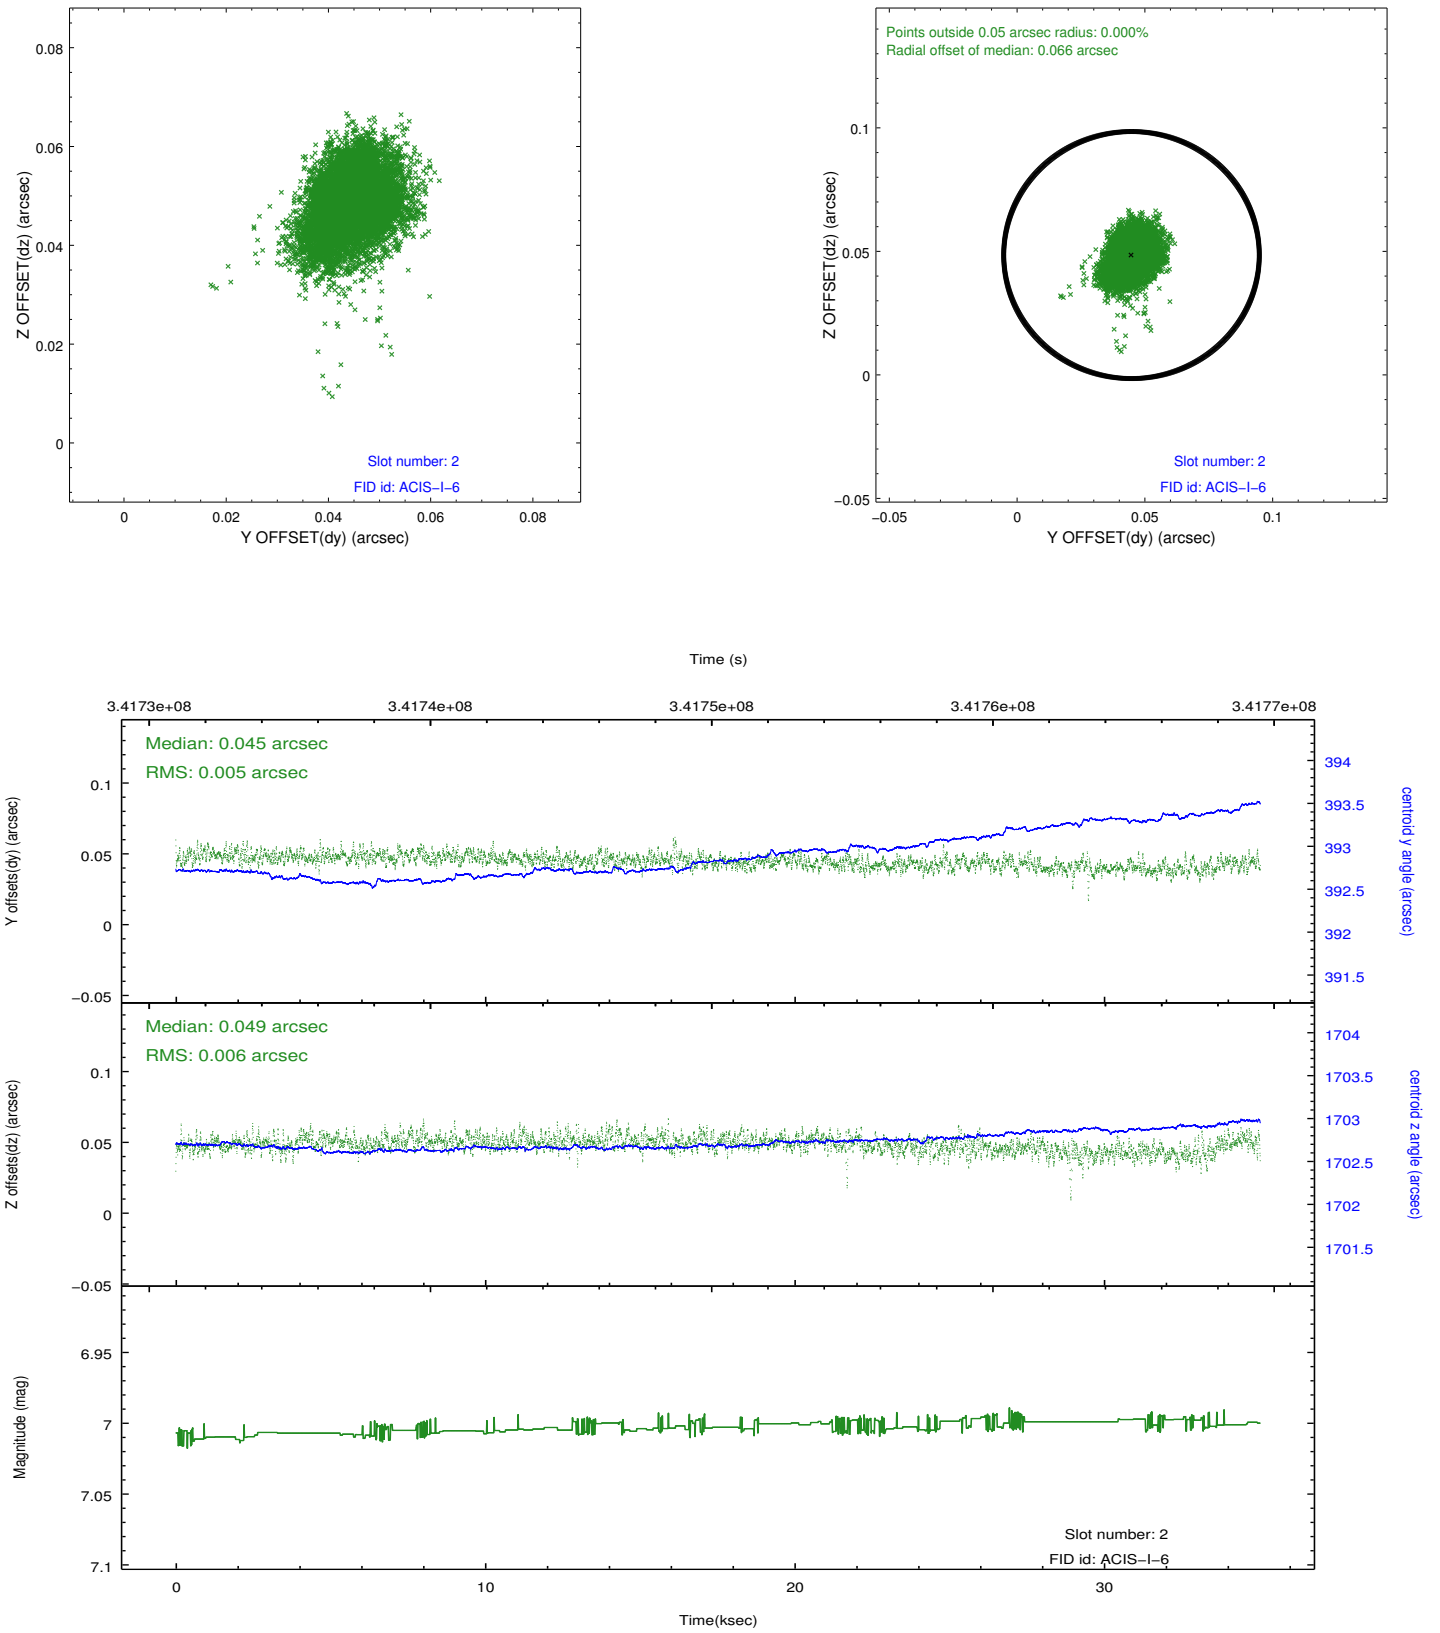 0.08
0.06
0.04
0.02
0
Z OFFSET(dz) (arcsec)
Slot number: 2
FID id: ACIS−I−6
0 0.02 0.04 0.06 0.08
Y OFFSET(dy) (arcsec)
Points outside 0.05 arcsec radius: 0.000%
Radial offset of median: 0.066 arcsec
0.1
0.05
0
−0.05
Z OFFSET(dz) (arcsec)
Slot number: 2
FID id: ACIS−I−6
−0.05 0 0.05 0.1
Y OFFSET(dy) (arcsec)
Time (s)
3.4173e+08 3.4174e+08 3.4175e+08 3.4176e+08 3.4177e+08
Median: 0.045 arcsec
RMS: 0.005 arcsec
0.1
0.05
0
−0.05
Y offsets(dy) (arcsec)
394
393.5
393
392.5
392
391.5
centroid y angle (arcsec)
Median: 0.049 arcsec
RMS: 0.006 arcsec
0.1
0.05
0
−0.05
Z offsets(dz) (arcsec)
1704
1703.5
1703
1702.5
1702
1701.5
centroid z angle (arcsec)
6.95
7
7.05
7.1
Magnitude (mag)
Slot number: 2
FID id: ACIS−I−6
0 10 20 30
Time(ksec)